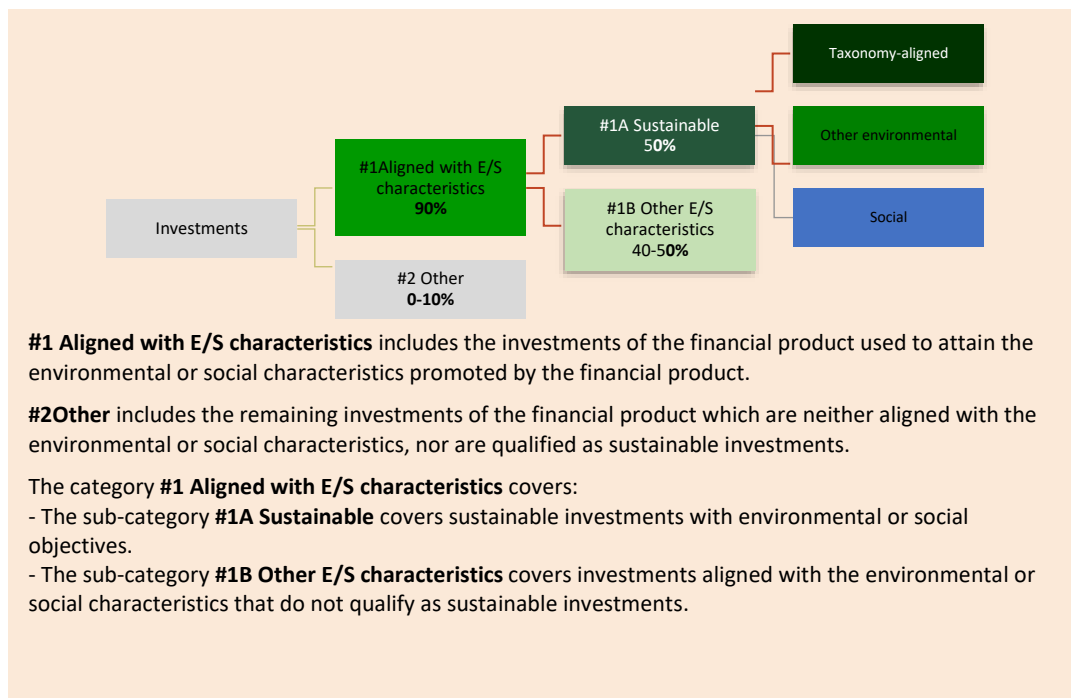 Taxonomy-aligned
#1A Sustainable
50%
Other environmental
#1Aligned with E/S
characteristics
90%
#1B Other E/S
characteristics
40-50%
Social
Investments
#2 Other
0-10%
#1 Aligned with E/S characteristics includes the investments of the financial product used to attain the
environmental or social characteristics promoted by the financial product.
#2Other includes the remaining investments of the financial product which are neither aligned with the
environmental or social characteristics, nor are qualified as sustainable investments.
The category #1 Aligned with E/S characteristics covers:
- The sub-category #1A Sustainable covers sustainable investments with environmental or social
objectives.
- The sub-category #1B Other E/S characteristics covers investments aligned with the environmental or
social characteristics that do not qualify as sustainable investments.